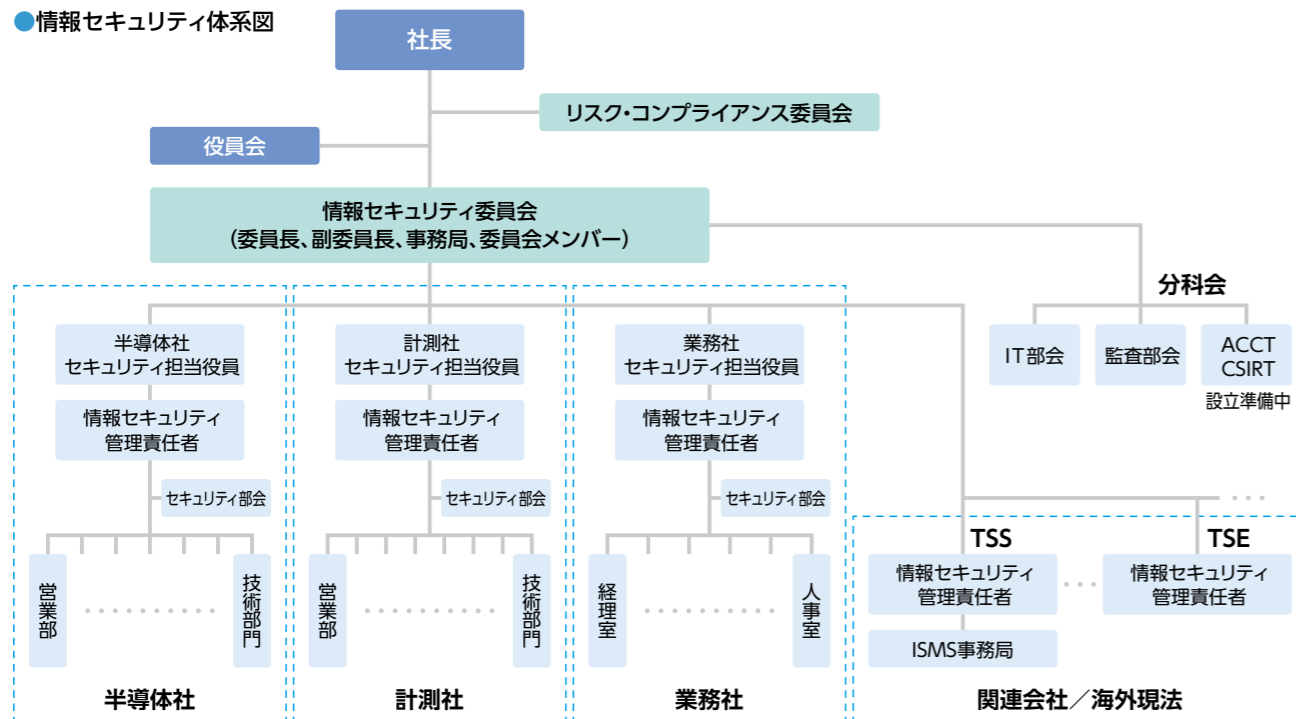 ●情報セキュリティ体系図
社長
リスク・コンプライアンス委員会
役員会
情報セキュリティ委員会
（委員長、副委員長、事務局、委員会メンバー）
分科会
IT部会
監査部会
ACCT
CSIRT
設立準備中
半導体社
セキュリティ担当役員
情報セキュリティ
管理責任者
セキュリティ部会
営業部
技術部門
半導体社
計測社
セキュリティ担当役員
情報セキュリティ
管理責任者
セキュリティ部会
営業部
技術部門
計測社
業務社
セキュリティ担当役員
情報セキュリティ
管理責任者
セキュリティ部会
経理室
人事室
業務社
TSS
情報セキュリティ
管理責任者
ISMS事務局
TSE
情報セキュリティ
管理責任者
関連会社／海外現法